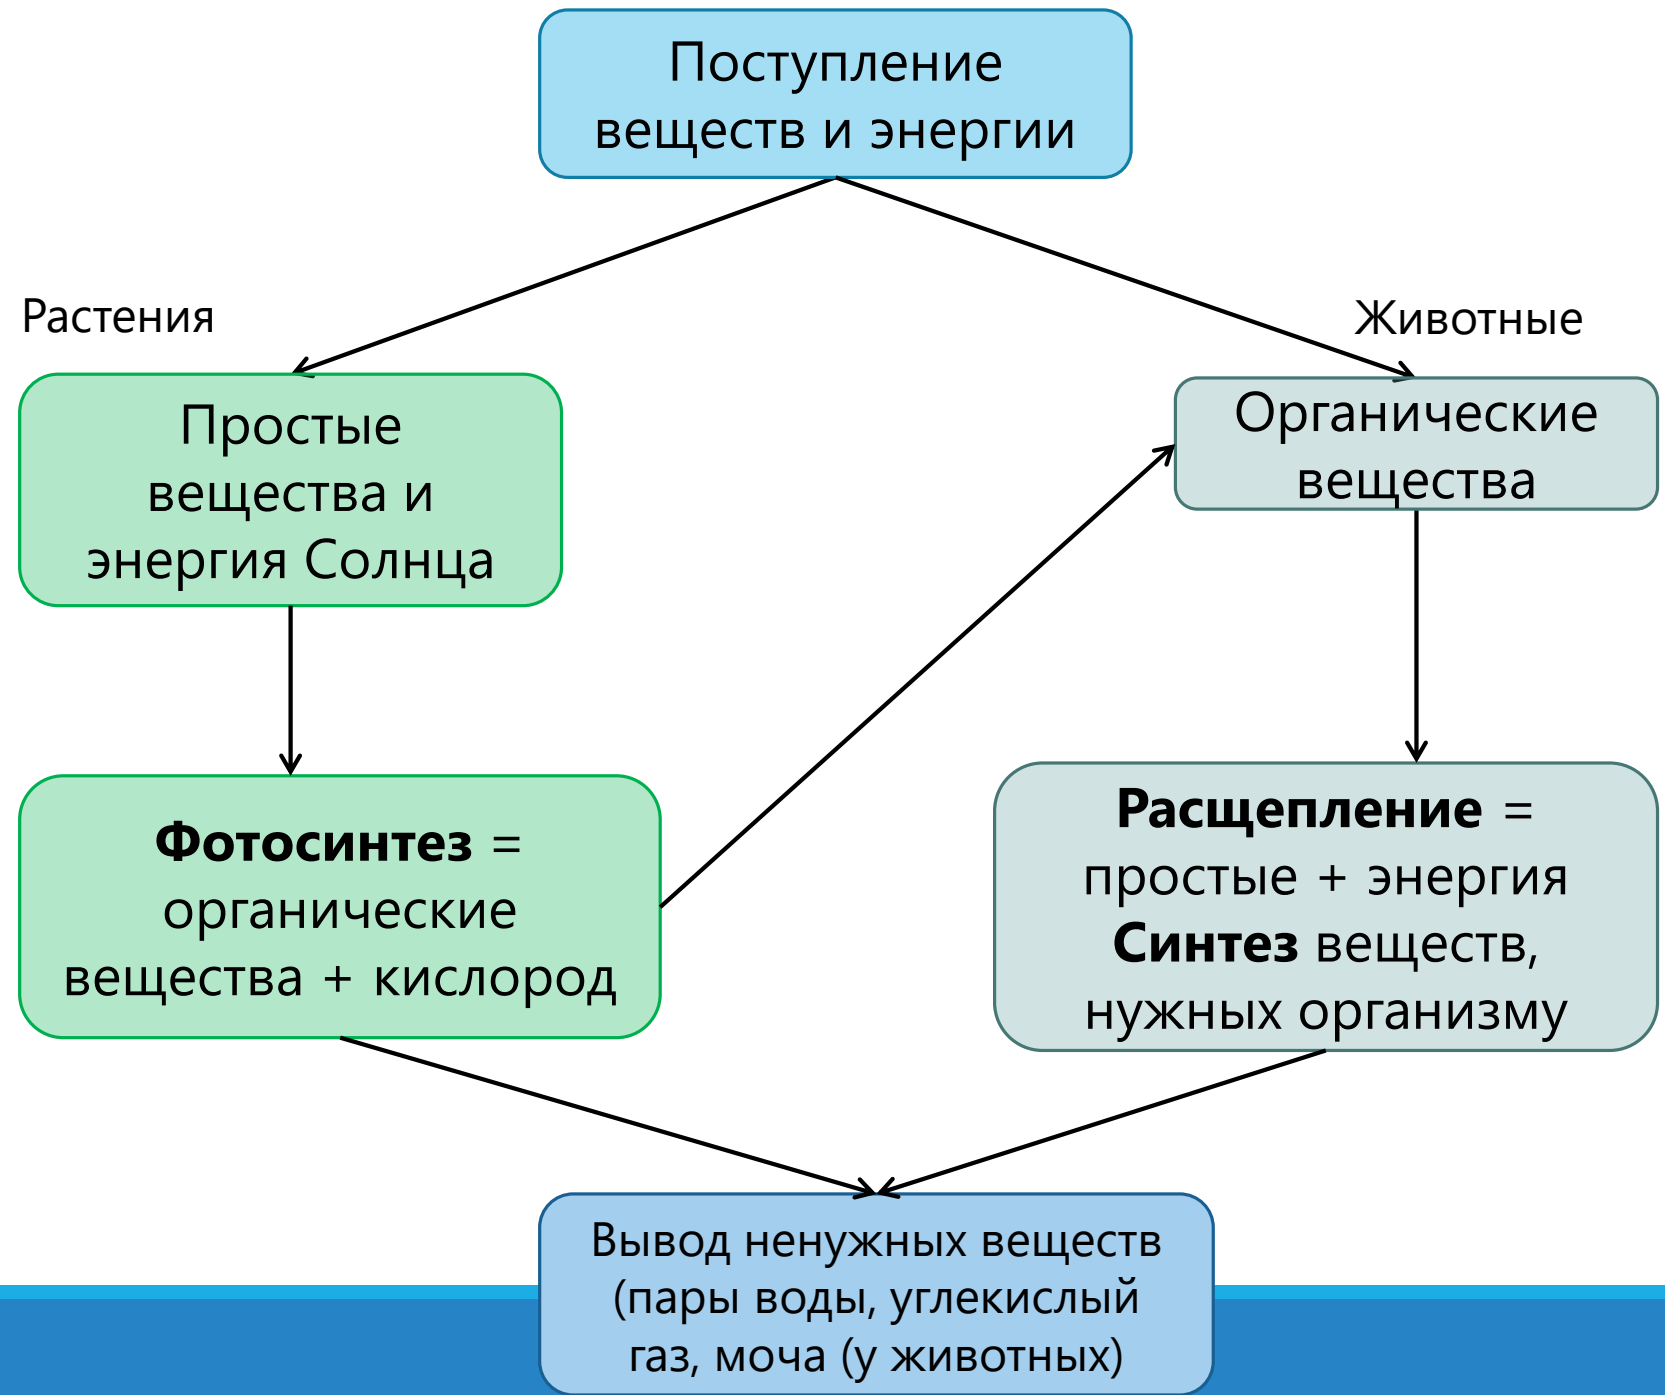 Поступление
веществ и энергии
Растения
Животные
Простые
вещества и
энергия Солнца
Органические
вещества
Фотосинтез =
органические
вещества + кислород
Расщепление =
простые + энергия
Синтез веществ,
нужных организму
Вывод ненужных веществ
(пары воды, углекислый
газ, моча (у животных)